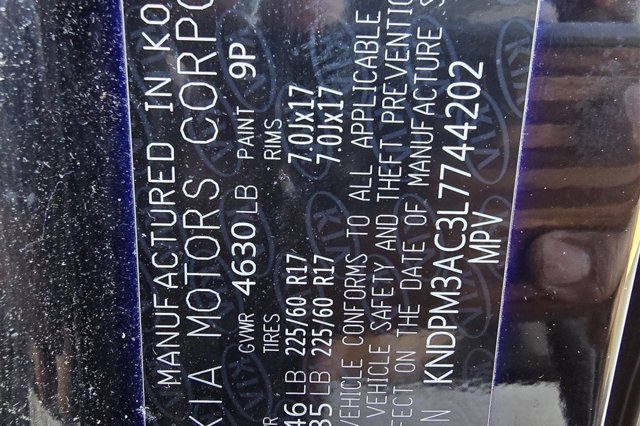 MANUFACTURED IN KO
KIA MOTORS CORPO
GVWR 4630 LB PAINT 9P
TIRES RIMS
46 LB 225/60 R17 7.0JX17
35 LB 225/60 R17 7.0JX17
VEHICLE CONFORMS TO ALL APPLICABLE
VEHICLE SAFETY AND THEFT PREVENTIO
FECT ON THE DATE OF MANUFACTURE S
N KNDPM3AC3L7744202
MPV